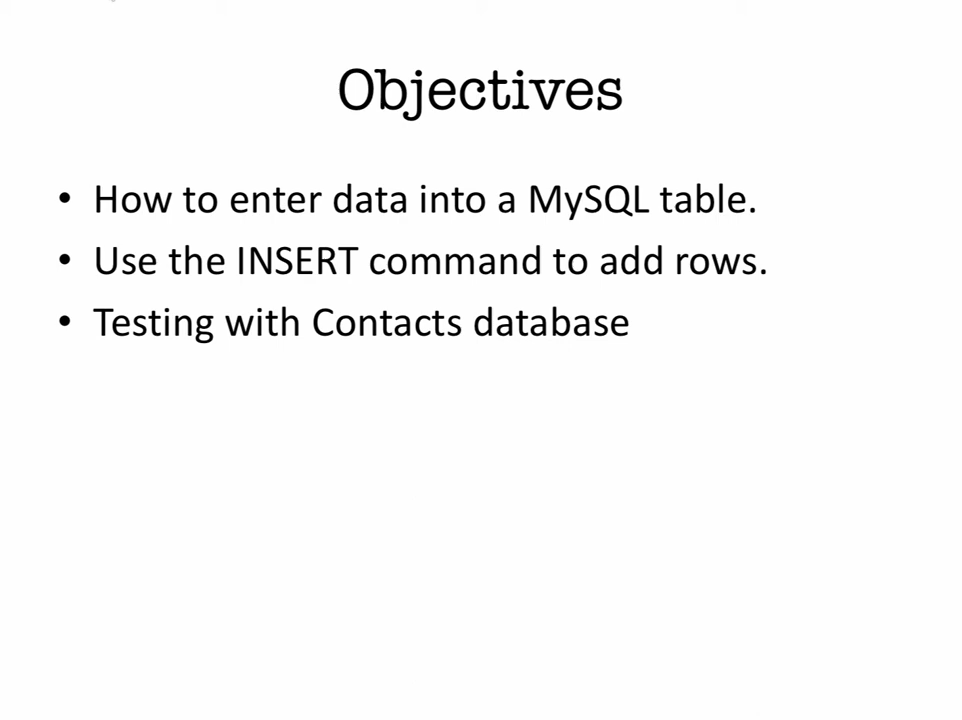 Objectives
• How to enter data into a MySQL table.
• Use the INSERT command to add rows.
• Testing with Contacts database